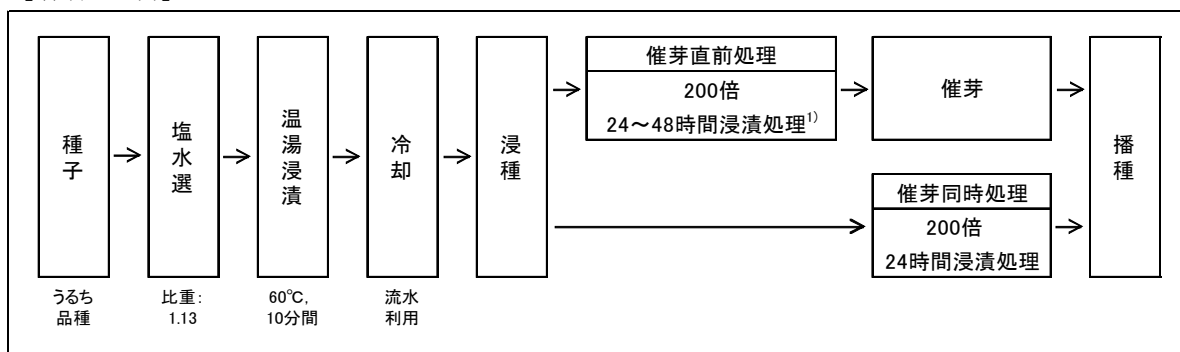 種子
塩水選
温湯浸漬
冷却
浸種
催芽直前処理
200倍
24～48時間浸漬処理1)
催芽
催芽同時処理
200倍
24時間浸漬処理
播種
うるち
品種
比重：
1.13
60℃，
10分間
流水
利用